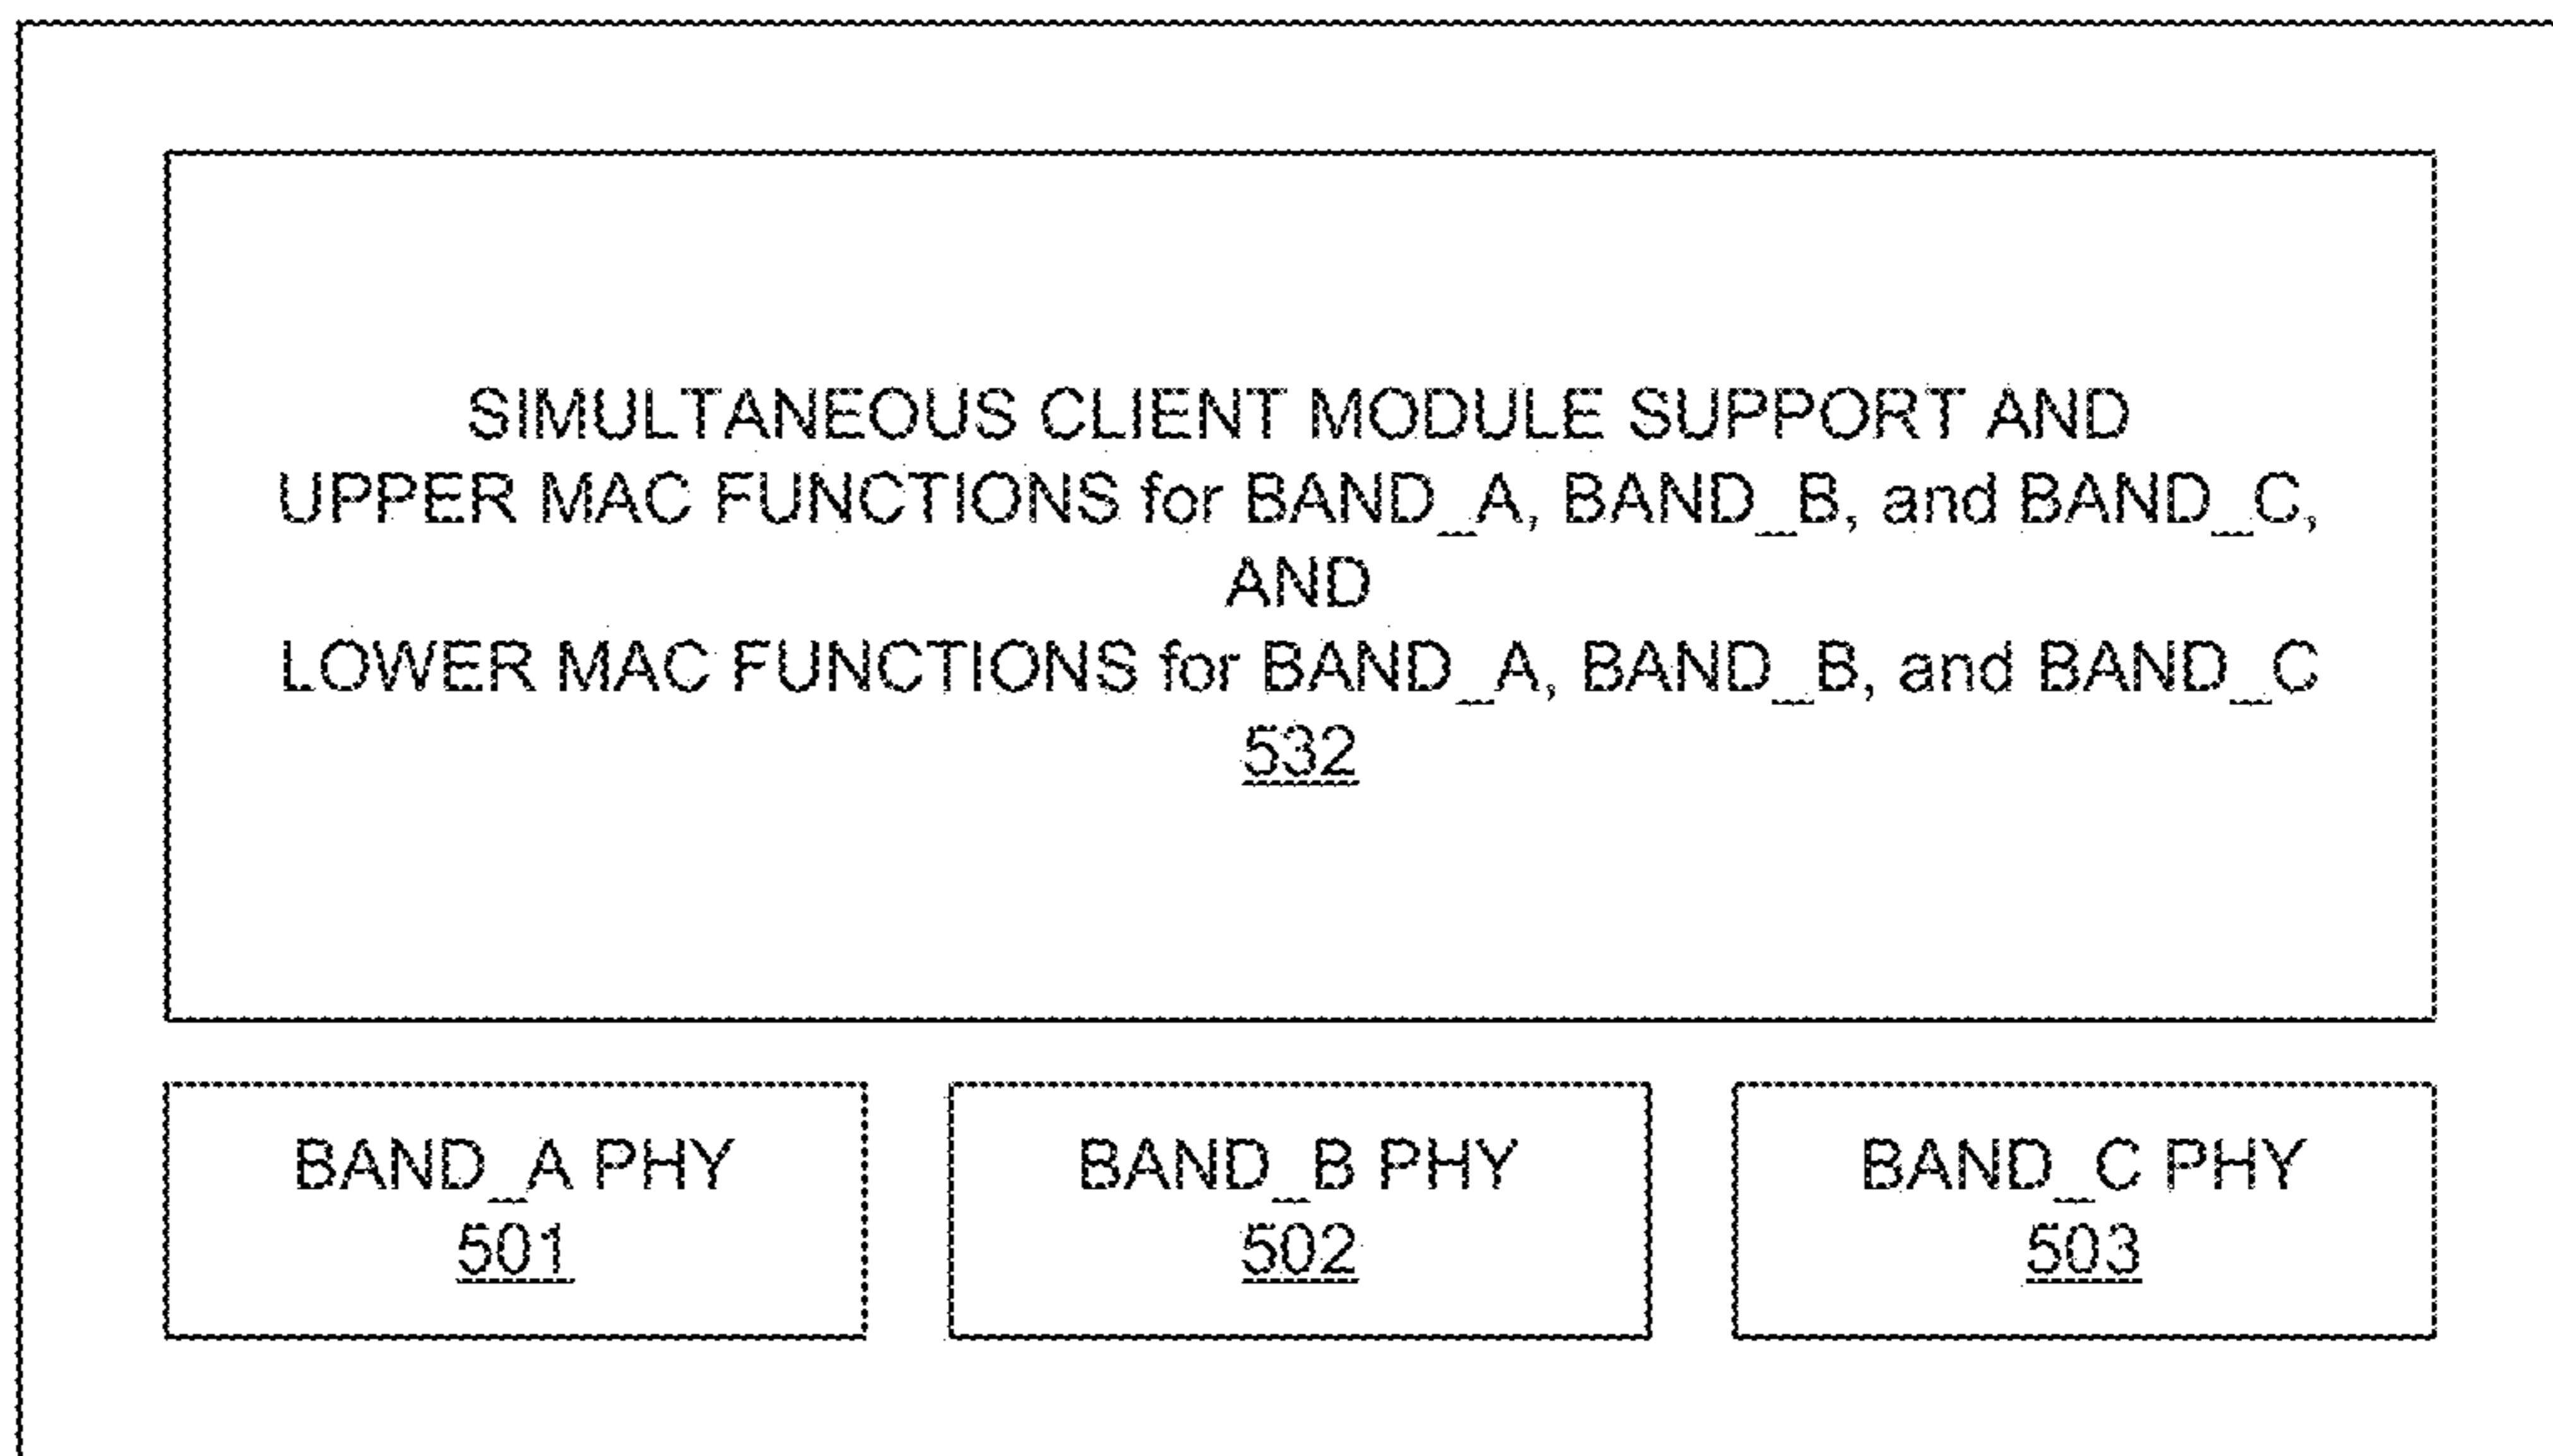 SIMULTANEOUS CLIENT MODULE SUPPORT AND
UPPER MAC FUNCTIONS for BAND_A, BAND_B, and BAND_C,
AND
LOWER MAC FUNCTIONS for BAND_A, BAND_B, and BAND_C
532
BAND_A PHY
501
BAND_B PHY
502
BAND_C PHY
503